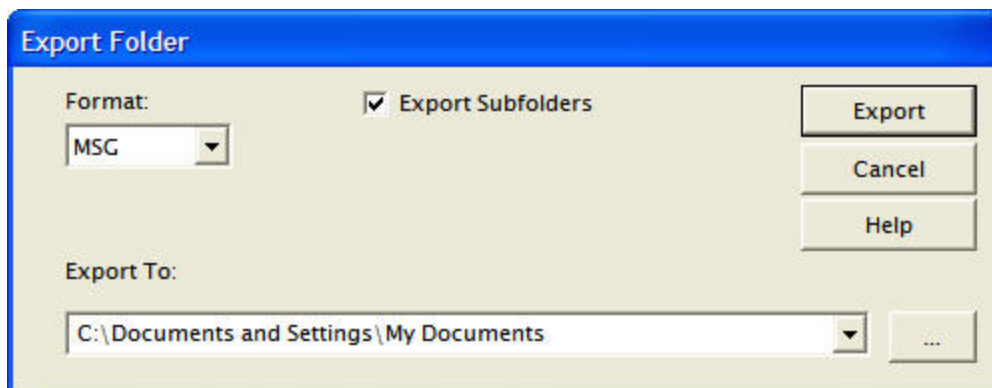 Export Folder
Format:
Export Subfolders
Export
MSG
Cancel
Help
Export To:
C:\Documents and Settings\My Documents
...